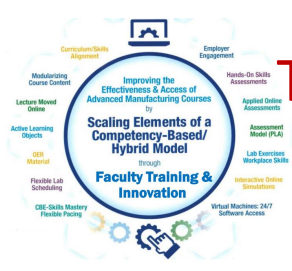 Curriculum/Skills
Alignment
Modularizing
Course Content
Lecture Moved
Online
Active Learning
Objects
OER
Material
Flexible Lab
Scheduling
CBE-Skills Mastery
Flexible Pacing
Improving the
Effectiveness & Access of
Advanced Manufacturing Courses
by
Scaling Elements of a
Competency-Based/
Hybrid Model
through
Faculty Training &
Innovation
Employer
Engagement
Hands-On Skills
Assessments
Applied Online
Assessments
Assessment
Model (PLA)
Lab Exercises
Workplace Skills
Interactive Online
Simulations
Virtual Machines: 24/7
Software Access